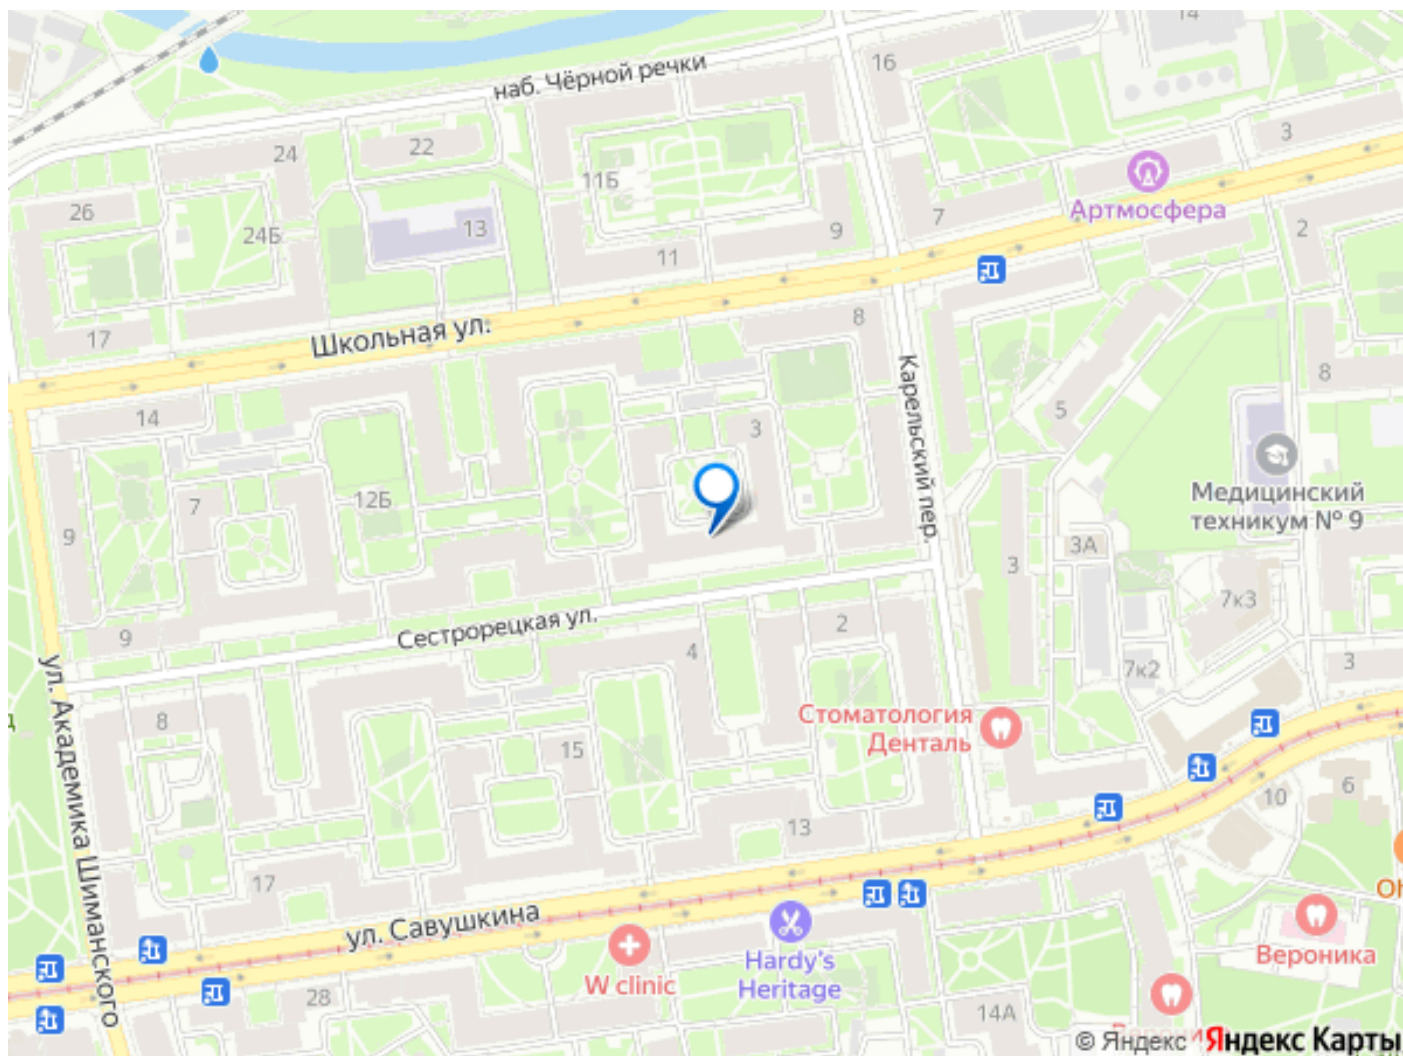 14
16
наб. Чёрной речки
3
24
22
11Б
Артмосфера
26
24Б
13
9
7
2
11
17
Школьная ул.
8
8
14
Карельский пер.
3
5
7
12Б
Медицинский
техникум № 9
9
3А
3
7к3
9
Сестрорецкая ул.
2
4
7к2
3
ул. Академика Шиманского
8
Стоматология
Денталь
15
6
10
13
17
Oh
ул. Савушкина
Вероника
Hardy's
Heritage
W clinic
28
14А
© Яндекс Яндекс Карты